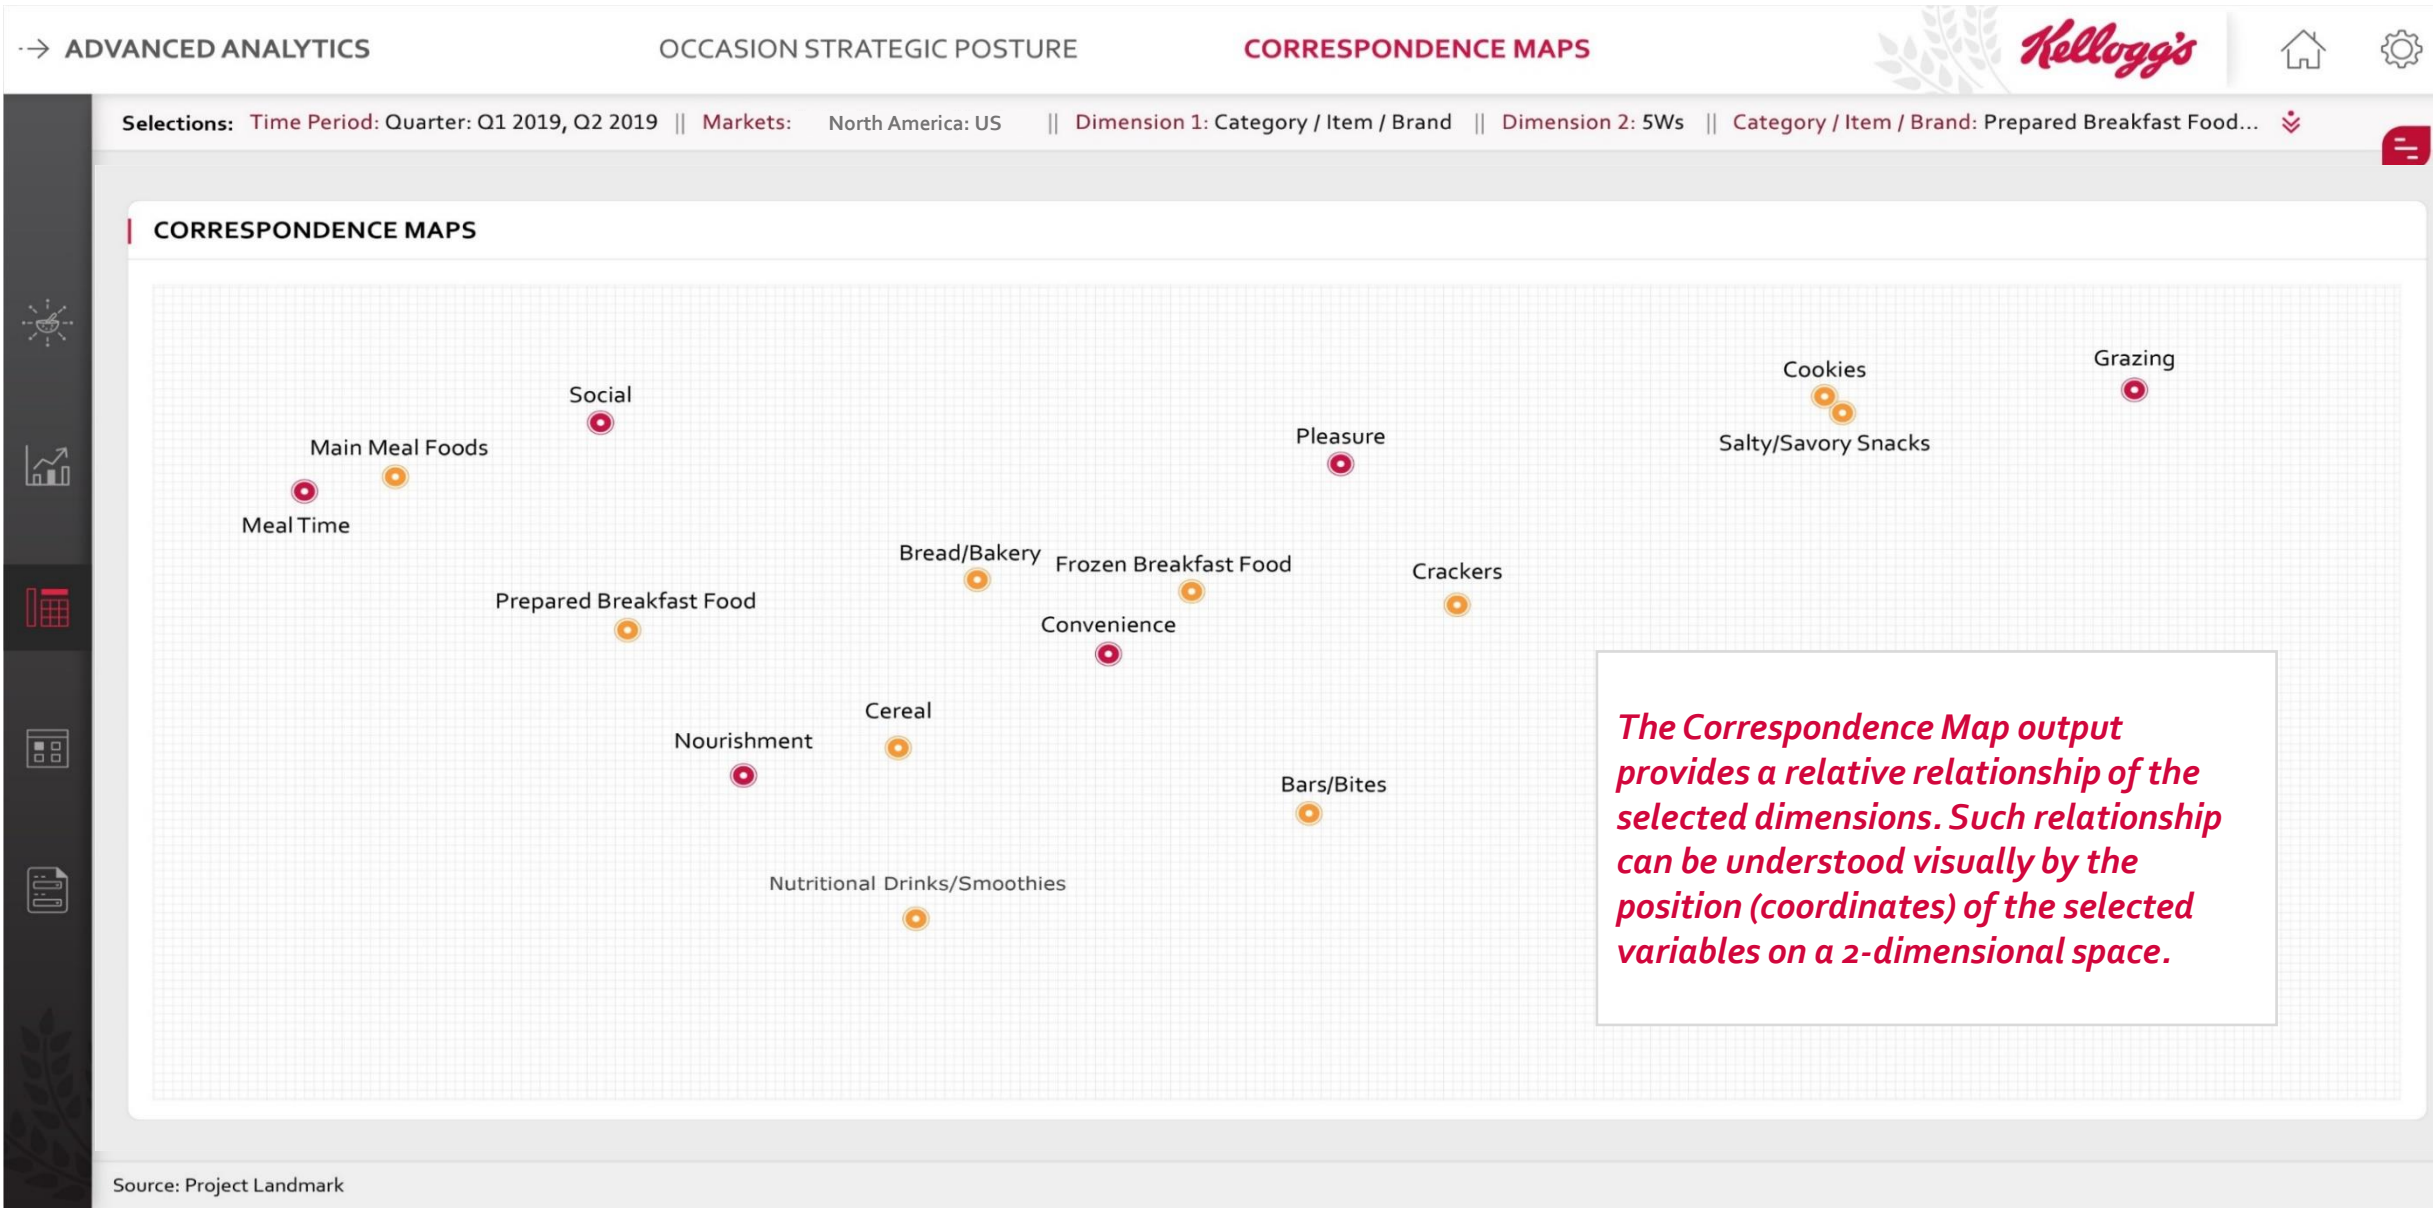 ADVANCED ANALYTICS
OCCASION STRATEGIC POSTURE
CORRESPONDENCE MAPS
Kellogg's
Selections: Time Period: Quarter: Q1 2019, Q2 2019 || Markets: North America: US || Dimension 1: Category / Item / Brand || Dimension 2: 5Ws || Category / Item / Brand: Prepared Breakfast Food...
CORRESPONDENCE MAPS
Grazing
Cookies
Social
Pleasure
Salty/Savory Snacks
Main Meal Foods
Meal Time
Bread/Bakery
Frozen Breakfast Food
Crackers
Prepared Breakfast Food
Convenience
Cereal
Nourishment
Bars/Bites
Nutritional Drinks/Smoothies
The Correspondence Map output
provides a relative relationship of the
selected dimensions. Such relationship
can be understood visually by the
position (coordinates) of the selected
variables on a 2-dimensional space.
Source: Project Landmark